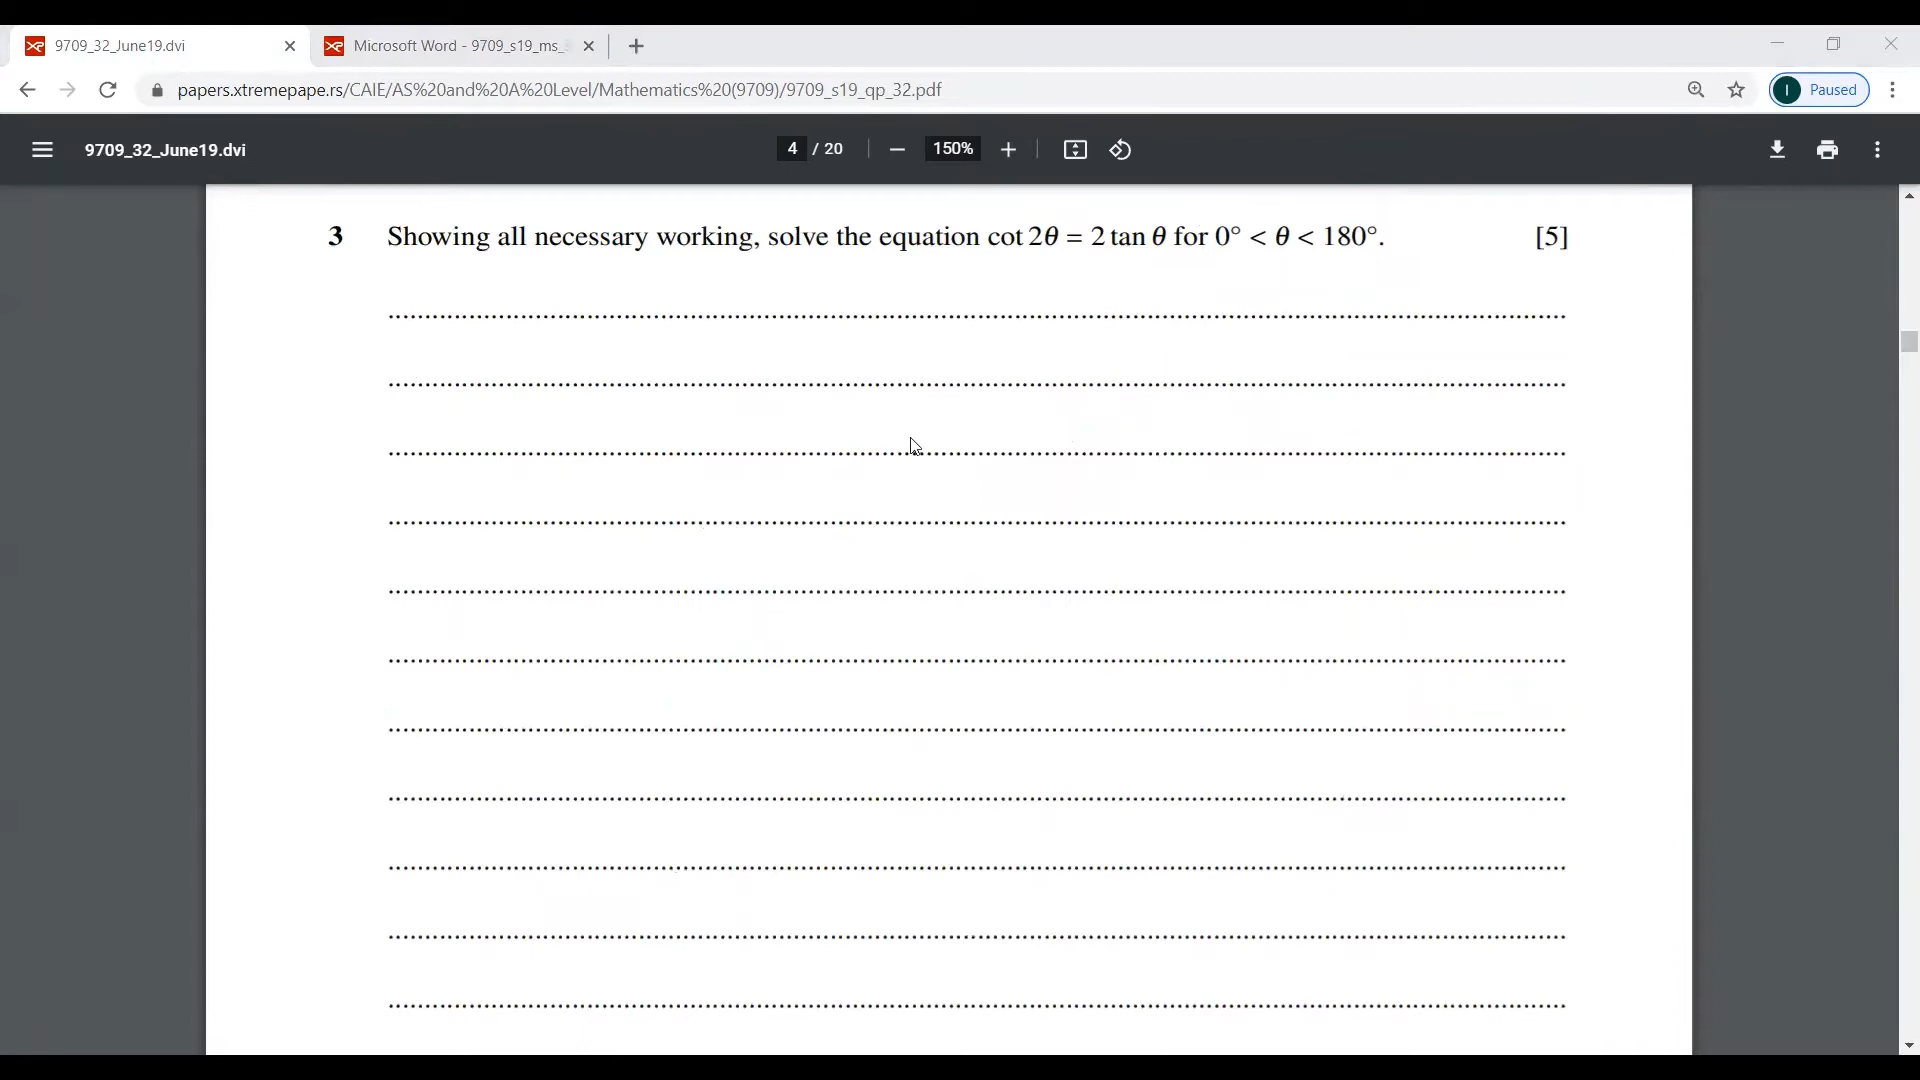 9709_32_June19.dvi
Microsoft Word - 9709_s19_ms_
papers.xtremepape.rs/CAIE/AS%20and%20A%20Level/Mathematics%20(9709)/9709_s19_qp_32.pdf
I Paused
9709_32_June19.dvi
4 / 20
150%
3 Showing all necessary working, solve the equation cot 2θ = 2 tan θ for 0° < θ < 180°. [5]